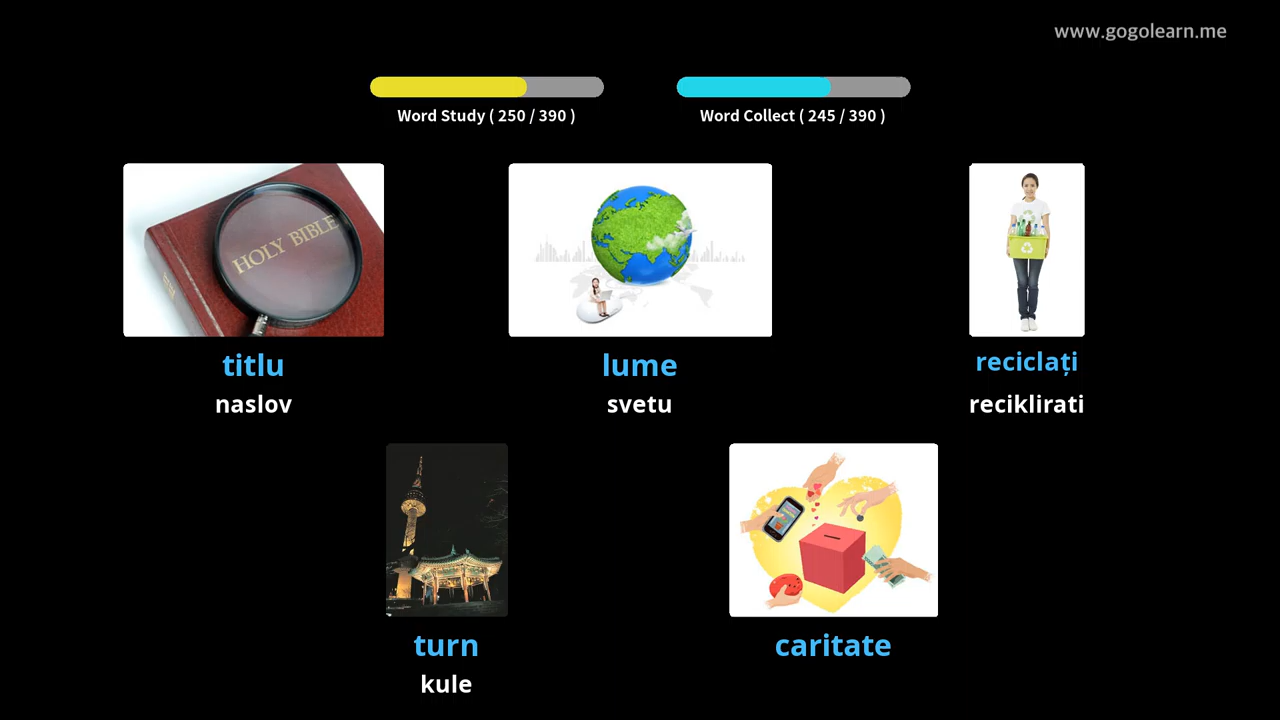 www.gogolearn.me
Word Study ( 250 / 390 )
Word Collect ( 245 / 390 )
HOLY BIBLE
titlu
naslov
lume
svetu
reciclați
reciklirati
turn
kule
caritate